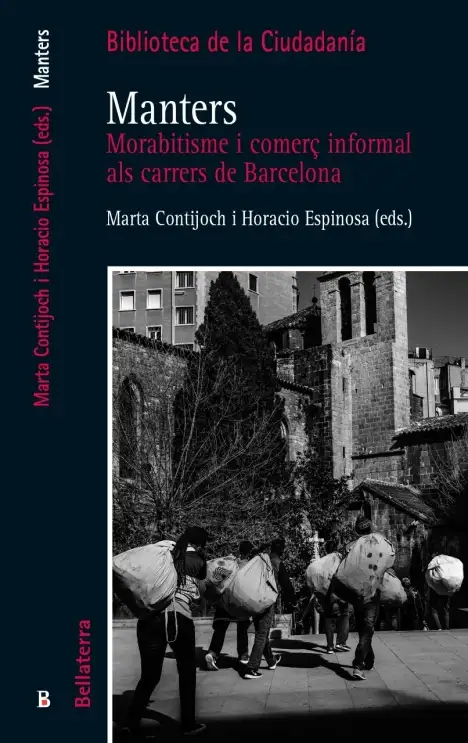 Biblioteca de la Ciudadanía
Manters
Morabitisme i comerç informal
als carrers de Barcelona
Marta Contijoch i Horacio Espinosa (eds.)
Marta Contijoch i Horacio Espinosa (eds.) Manters
Bellaterra
B